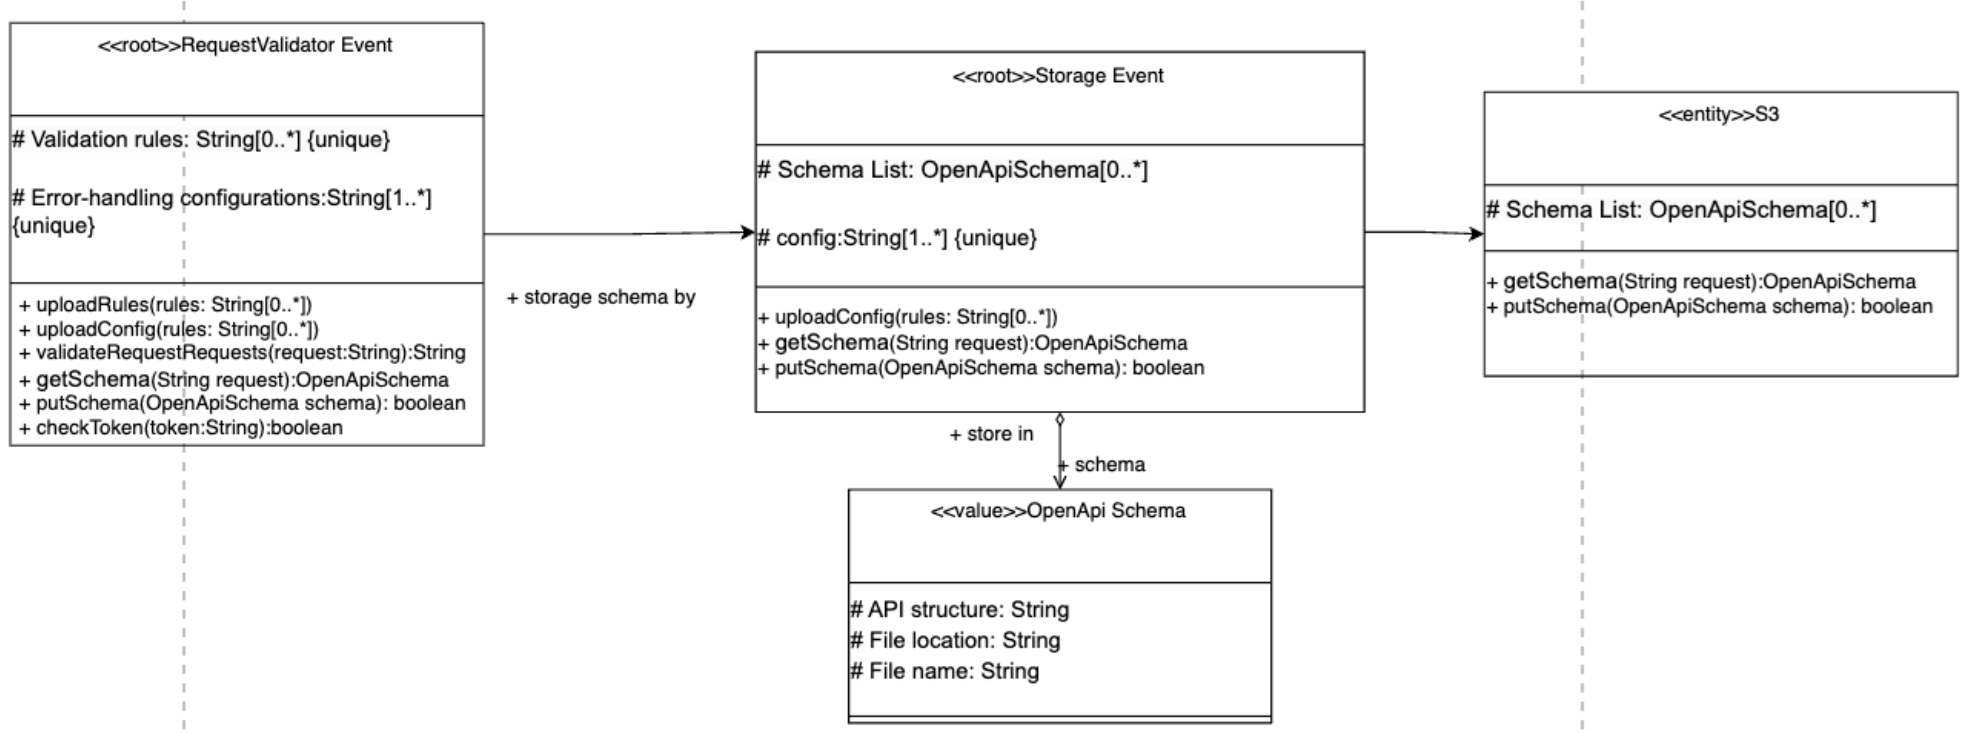 <<root>>RequestValidator Event
# Validation rules: String[0..*] {unique}
# Error-handling configurations:String[1..*]
{unique}
+ uploadRules(rules: String[0..*])
+ uploadConfig(rules: String[0..*])
+ validateRequestRequests(request:String):String
+ getSchema(String request):OpenApiSchema
+ putSchema(OpenApiSchema schema): boolean
+ checkToken(token:String):boolean
+ storage schema by
<<root>>Storage Event
# Schema List: OpenApiSchema[0..*]
# config:String[1..*] {unique}
+ uploadConfig(rules: String[0..*])
+ getSchema(String request):OpenApiSchema
+ putSchema(OpenApiSchema schema): boolean
+ store in
+ schema
<<value>>OpenApi Schema
# API structure: String
# File location: String
# File name: String
<<entity>>S3
# Schema List: OpenApiSchema[0..*]
+ getSchema(String request):OpenApiSchema
+ putSchema(OpenApiSchema schema): boolean